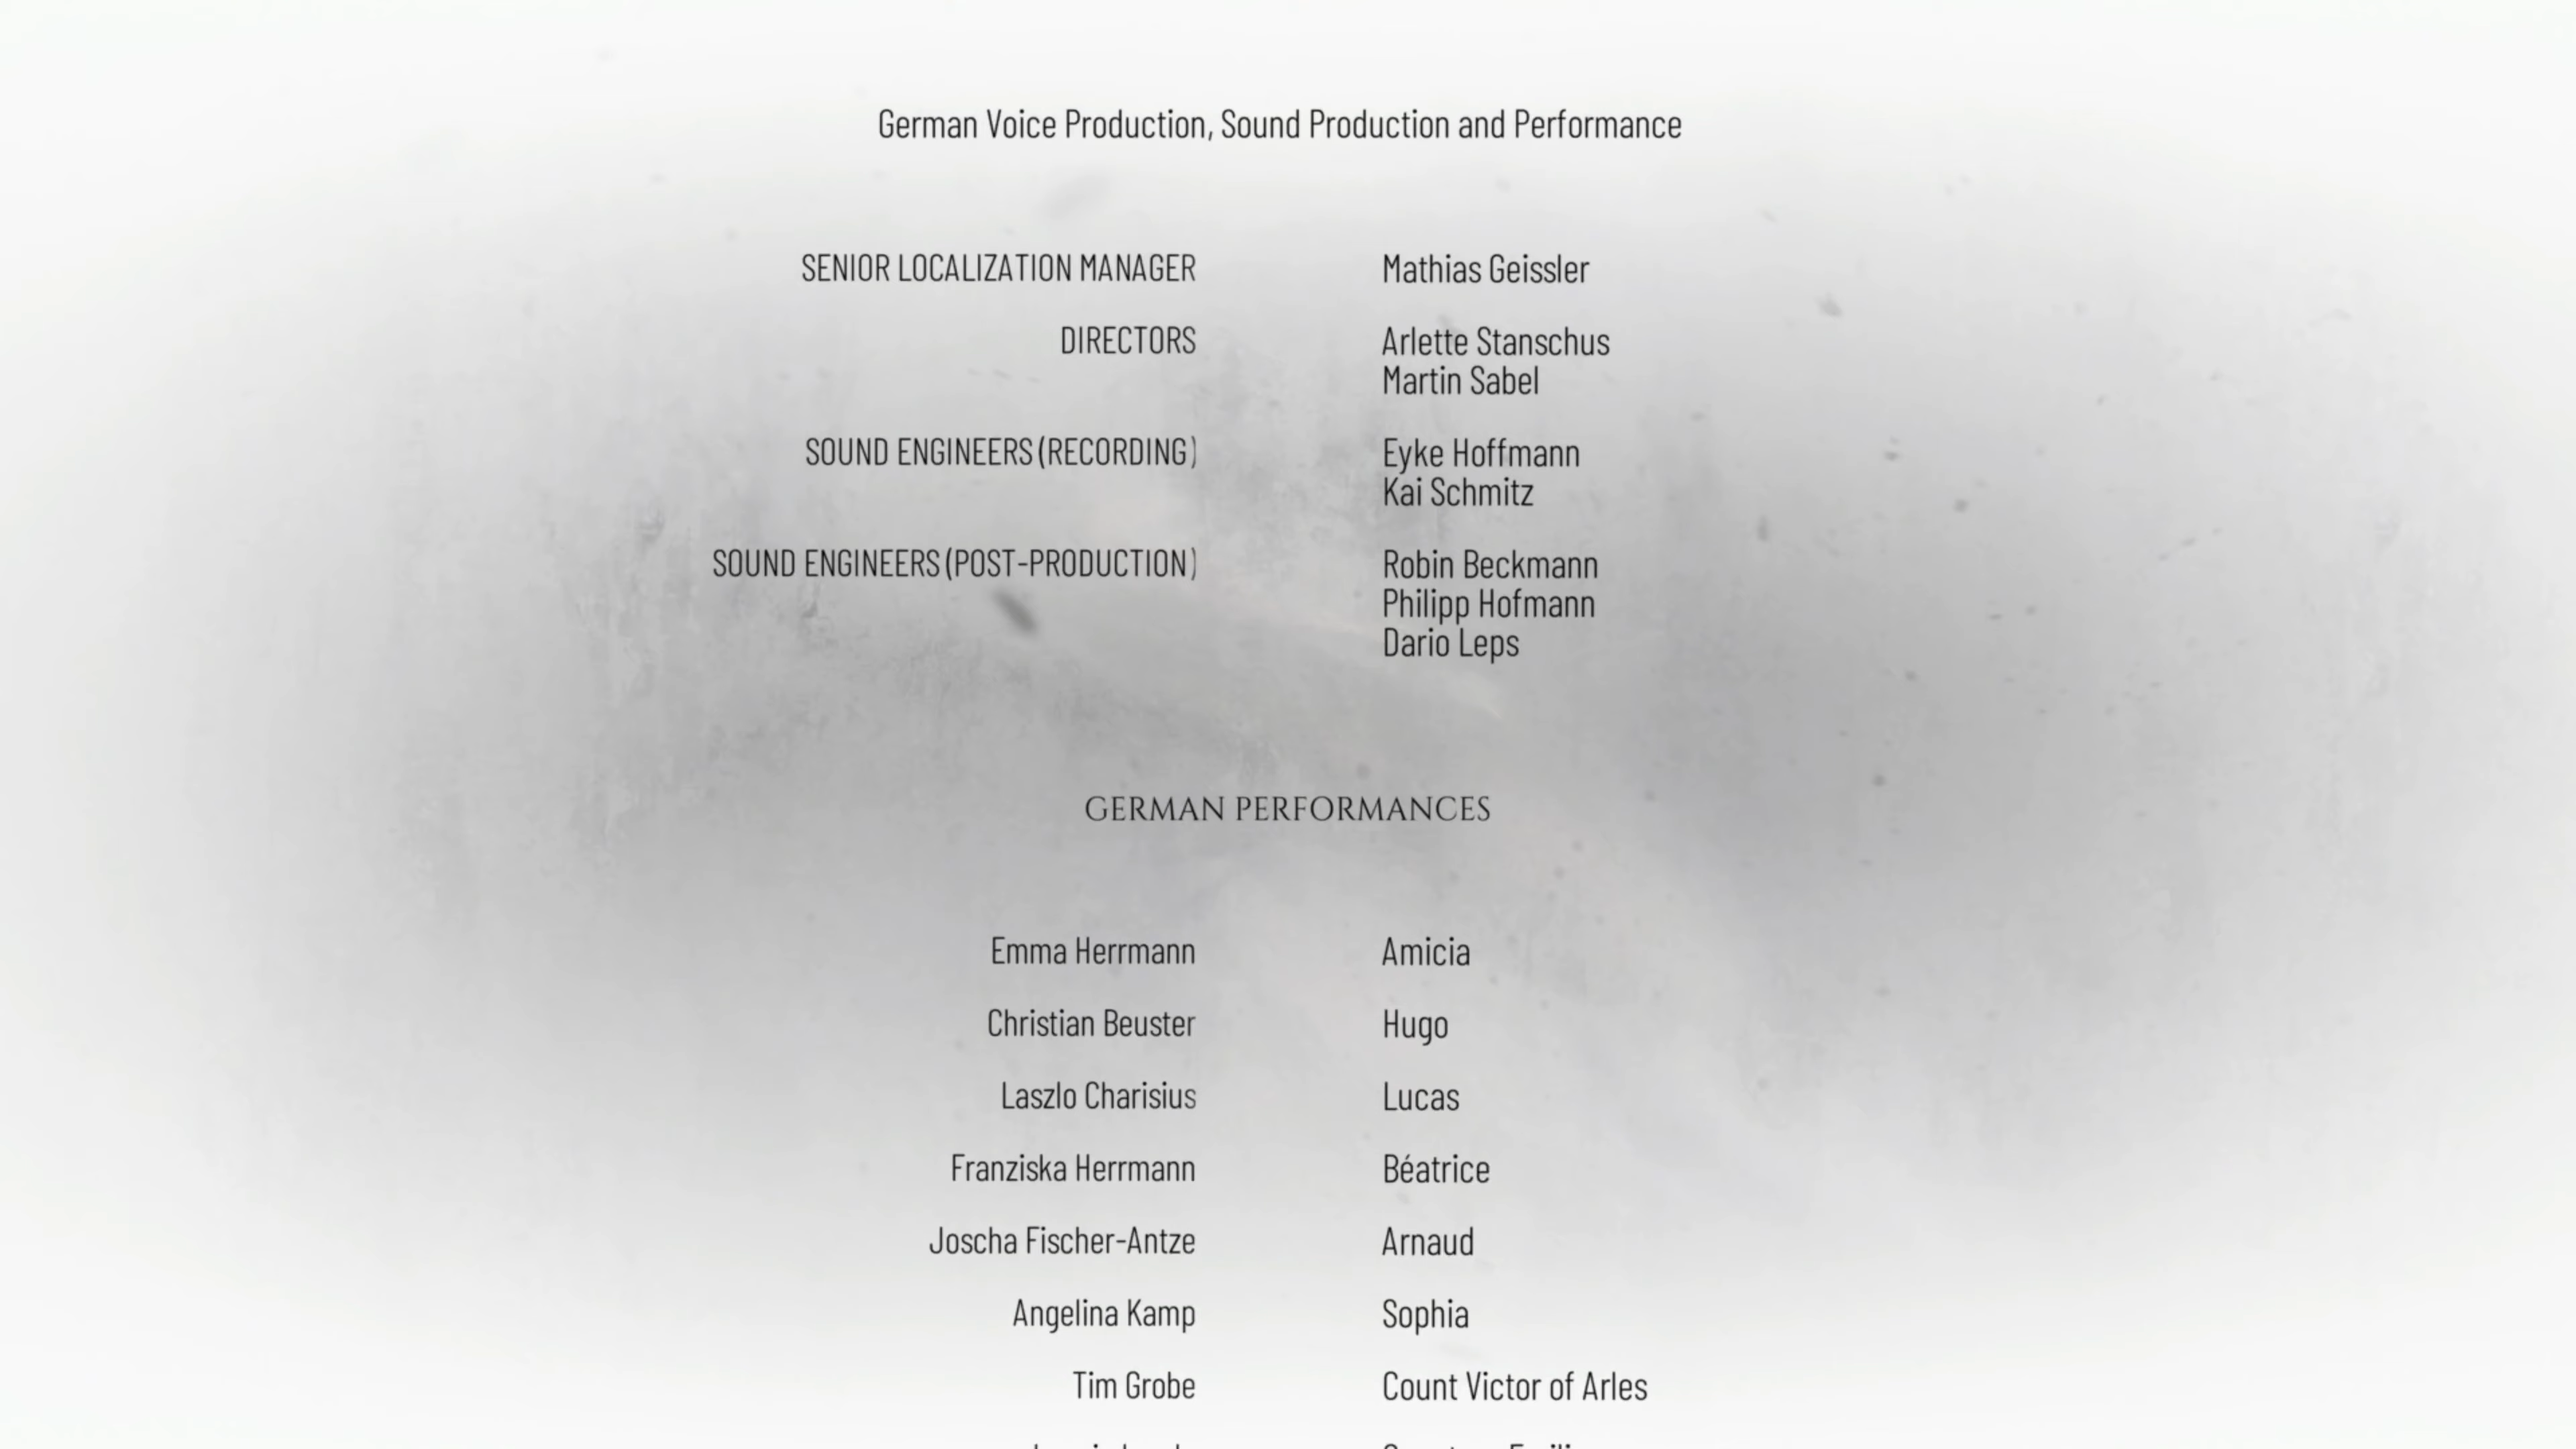 German Voice Production, Sound Production and Performance
SENIOR LOCALIZATION MANAGER Mathias Geissler
DIRECTORS Arlette Stanschus
Martin Sabel
SOUND ENGINEERS (RECORDING) Eyke Hoffmann
Kai Schmitz
SOUND ENGINEERS (POST-PRODUCTION) Robin Beckmann
Philipp Hofmann
Dario Leps
GERMAN PERFORMANCES
Emma Herrmann Amicia
Christian Beuster Hugo
Laszlo Charisius Lucas
Franziska Herrmann Béatrice
Joscha Fischer-Antze Arnaud
Angelina Kamp Sophia
Tim Grobe Count Victor of Arles